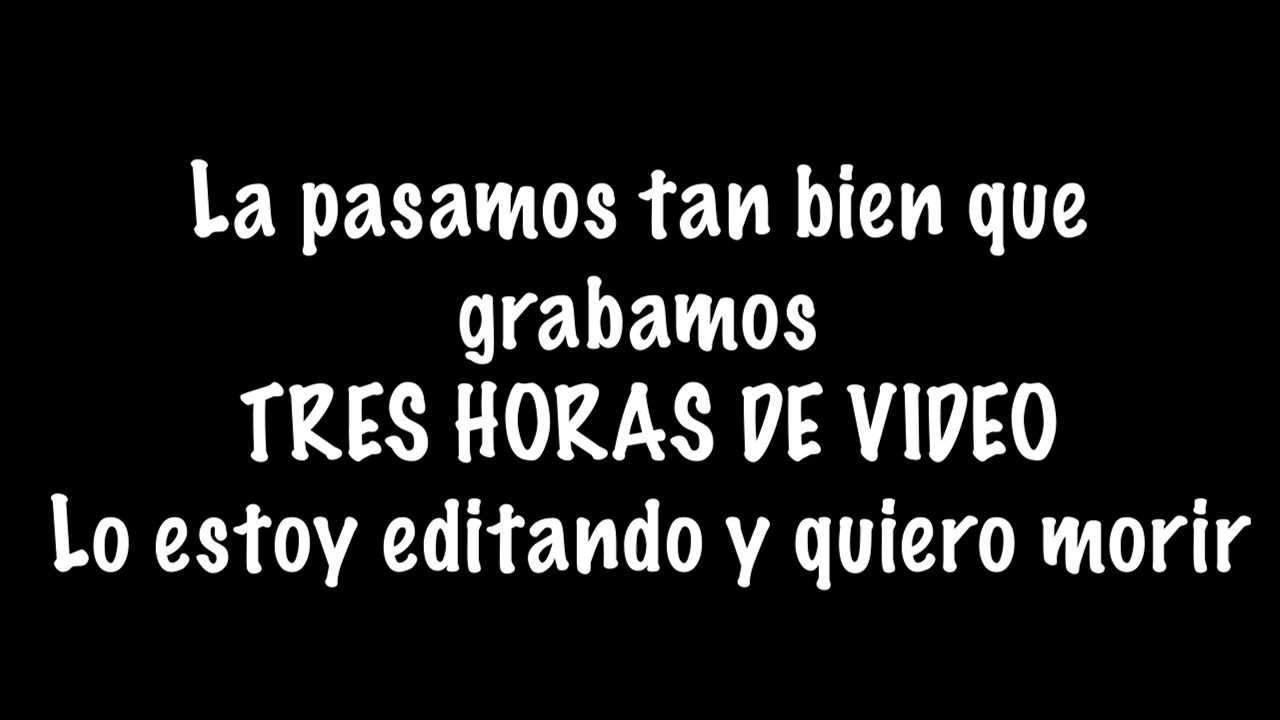 La pasamos tan bien que
grabamos
TRES HORAS DE VIDEO
Lo estoy editando y quiero morir